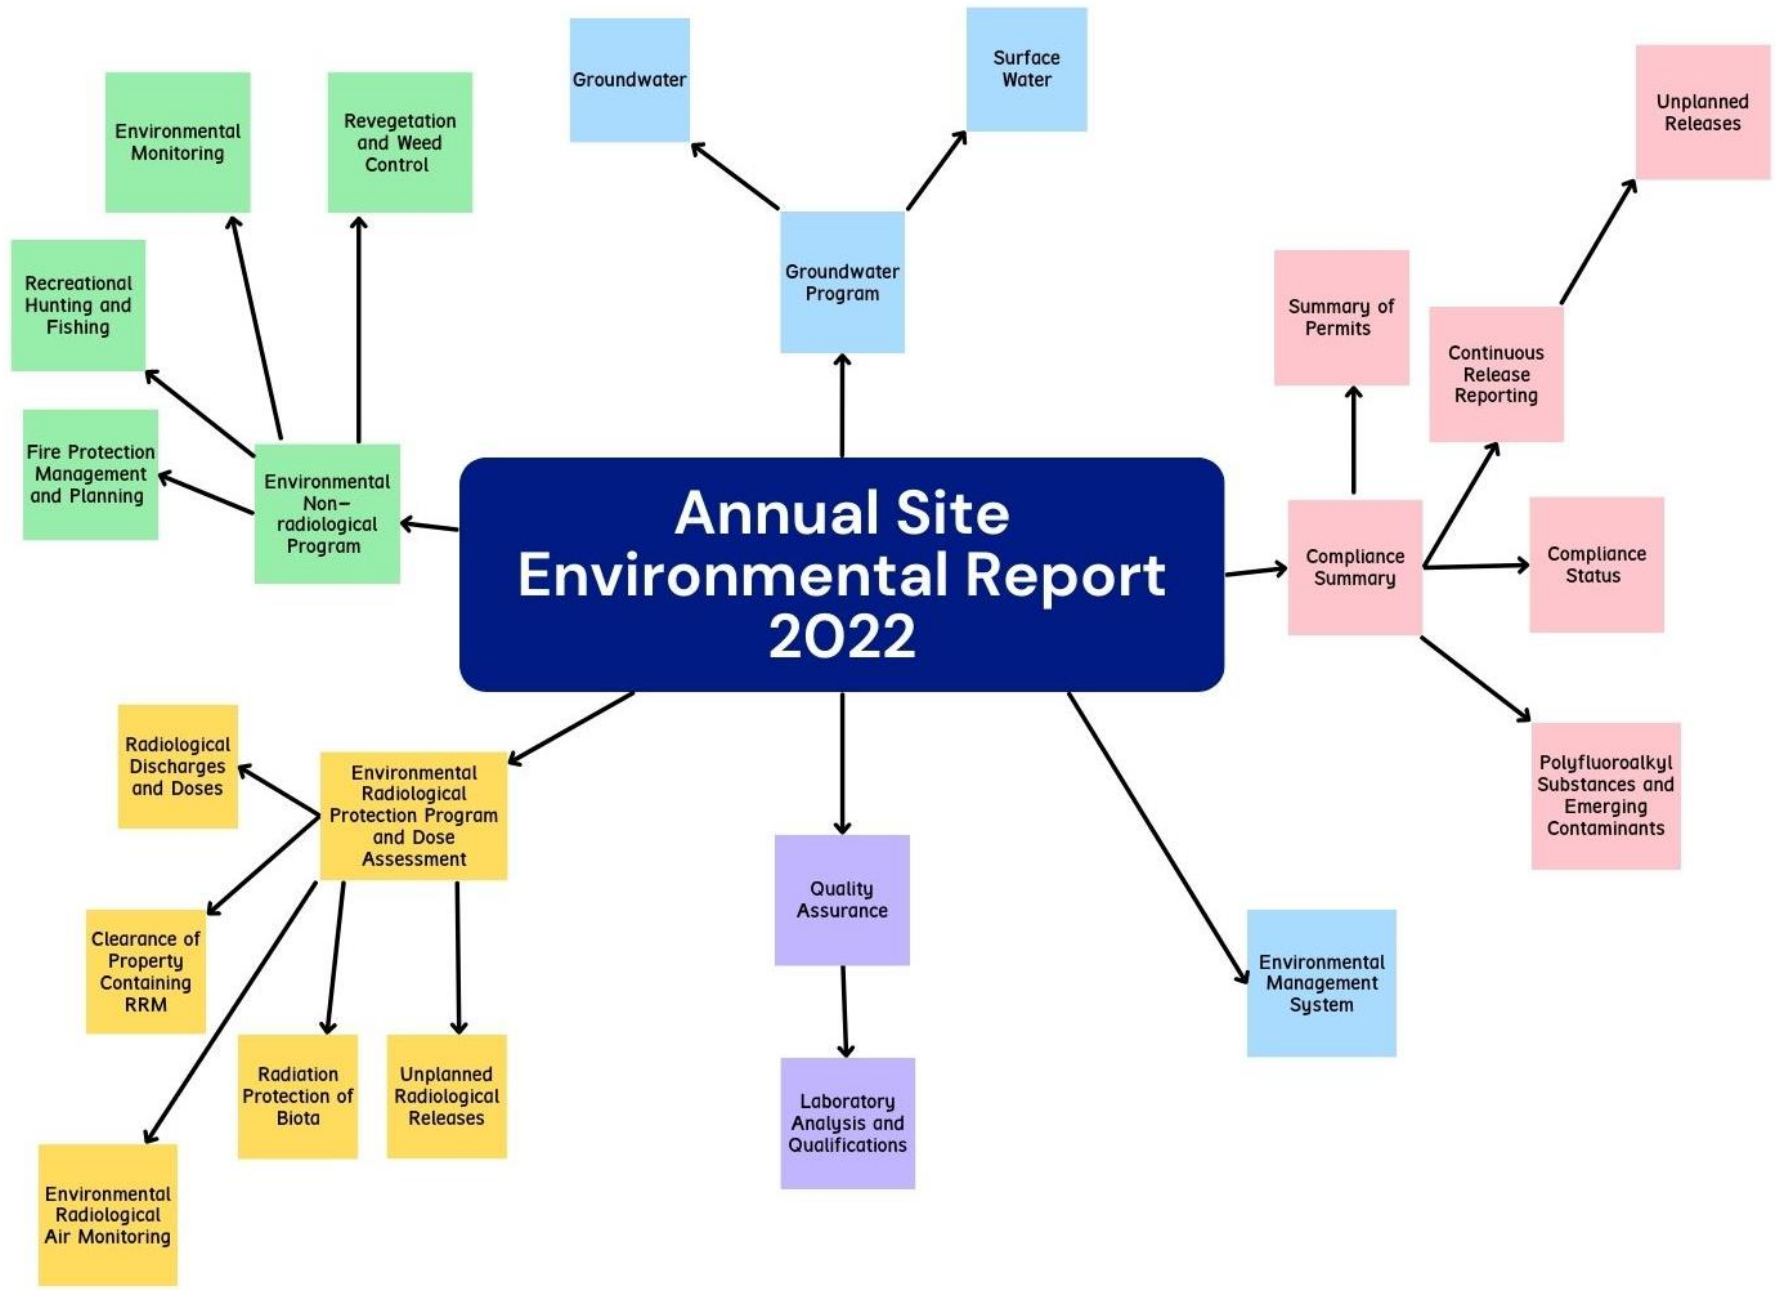 Groundwater
Surface
Water
Unplanned
Releases
Environmental
Monitoring
Revegetation
and Weed
Control
Recreational
Hunting and
Fishing
Groundwater
Program
Summary of
Permits
Continuous
Release
Reporting
Fire Protection
Management
and Planning
Environmental
Non-
radiological
Program
Annual Site
Environmental Report
2022
Compliance
Summary
Compliance
Status
Radiological
Discharges
and Doses
Environmental
Radiological
Protection Program
and Dose
Assessment
Polyfluoroalkyl
Substances and
Emerging
Contaminants
Quality
Assurance
Clearance of
Property
Containing
RRM
Environmental
Management
System
Radiation
Protection of
Biota
Unplanned
Radiological
Releases
Laboratory
Analysis and
Qualifications
Environmental
Radiological
Air Monitoring